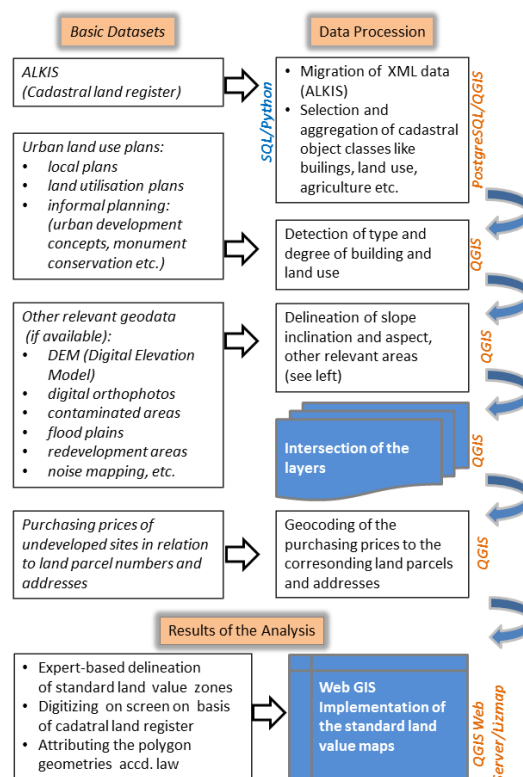 Basic Datasets
Data Procession
ALKIS
(Cadastral land register)
SQL/Python
• Migration of XML data
(ALKIS)
• Selection and
aggregation of cadastral
object classes like
builings, land use,
agriculture etc.
PostgreSQL/QGIS
Urban land use plans:
• local plans
• land utilisation plans
• informal planning:
(urban development
concepts, monument
conservation etc.)
Detection of type and
degree of building and
land use
QGIS
Other relevant geodata
(if available):
• DEM (Digital Elevation
Model)
• digital orthophotos
• contaminated areas
• flood plains
• redevelopment areas
• noise mapping, etc.
Delineation of slope
inclination and aspect,
other relevant areas
(see left)
QGIS
Intersection of the
layers
QGIS
Purchasing prices of
undeveloped sites in relation
to land parcel numbers and
addresses
Geocoding of the
purchasing prices to the
corresonding land parcels
and addresses
QGIS
Results of the Analysis
• Expert-based delineation
of standard land value zones
• Digitizing on screen on basis
of cadatral land register
• Attributing the polygon
geometries accd. law
Web GIS
Implementation of
the standard land
value maps
QGIS Web
Server/Lizmap